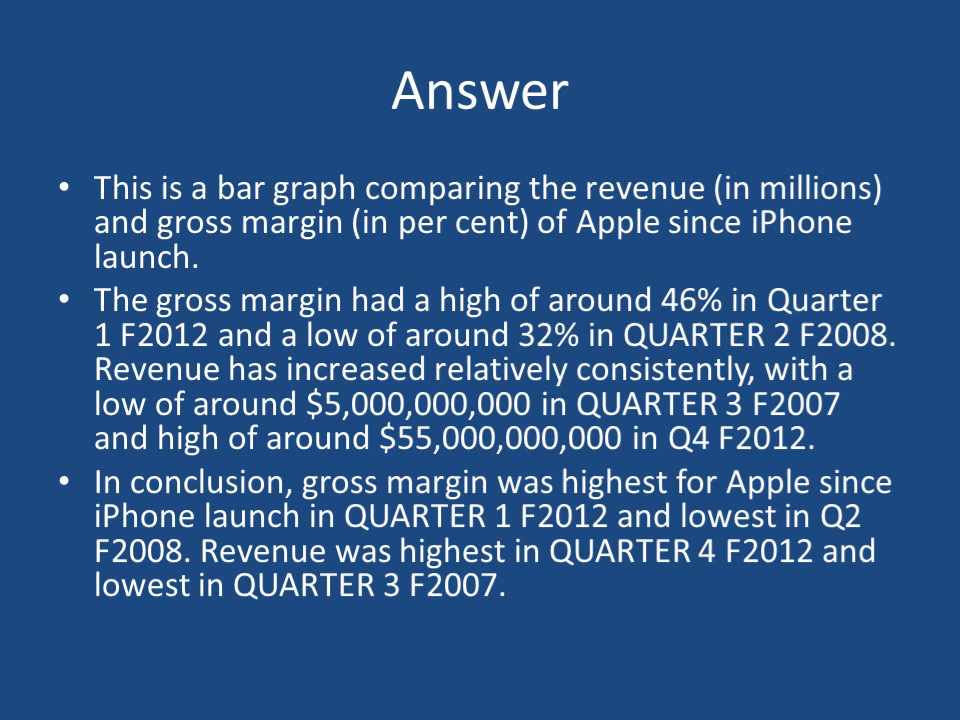 Answer
• This is a bar graph comparing the revenue (in millions)
and gross margin (in per cent) of Apple since iPhone
launch.
• The gross margin had a high of around 46% in Quarter
1 F2012 and a low of around 32% in QUARTER 2 F2008.
Revenue has increased relatively consistently, with a
low of around $5,000,000,000 in QUARTER 3 F2007
and high of around $55,000,000,000 in Q4 F2012.
• In conclusion, gross margin was highest for Apple since
iPhone launch in QUARTER 1 F2012 and lowest in Q2
F2008. Revenue was highest in QUARTER 4 F2012 and
lowest in QUARTER 3 F2007.